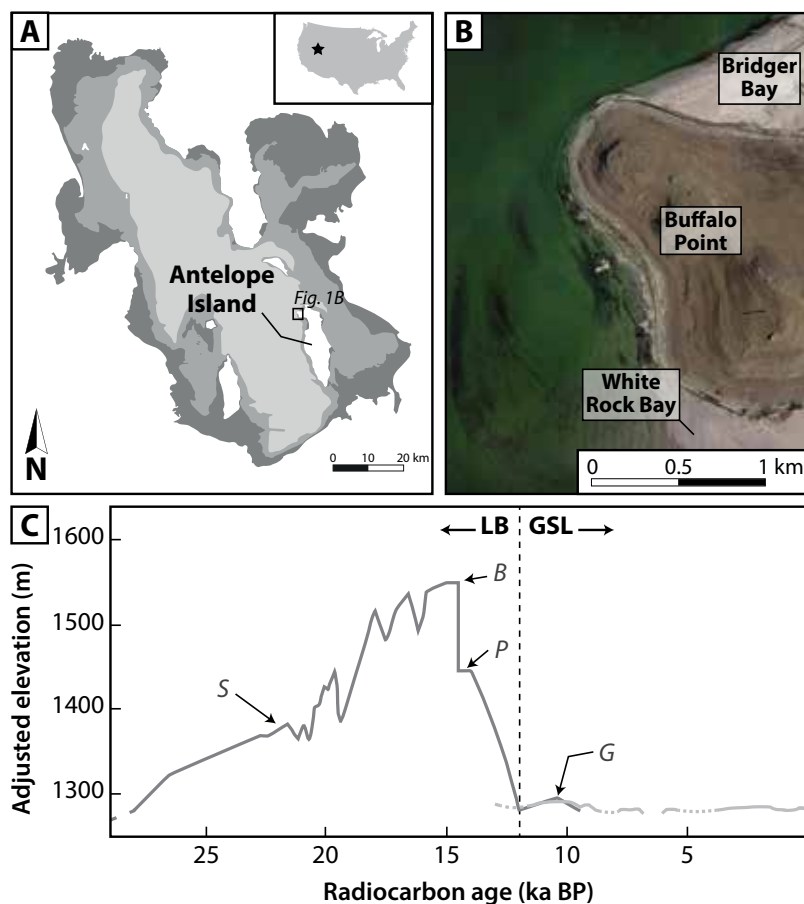 A
Antelope
Island
Fig. 1B
N
0 10 20 km
B
Bridger
Bay
Buffalo
Point
White
Rock Bay
0 0.5 1 km
C
LB GSL
B
P
S
G
Adjusted elevation (m)
1600
1500
1400
1300
25 20 15 10 5
Radiocarbon age (ka BP)